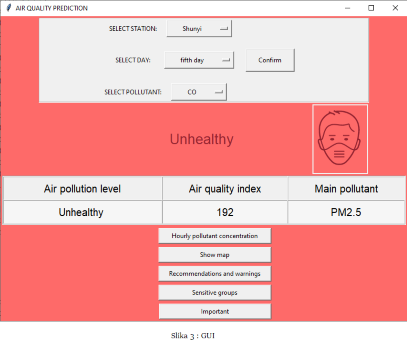 AIR QUALITY PREDICTION
SELECT STATION: Shunyi
SELECT DAY: fifth day Confirm
SELECT POLLUTANT: CO
Unhealthy
Air pollution level Air quality index Main pollutant
Unhealthy 192 PM2.5
Hourly pollutant concentration
Show map
Recommendations and warnings
Sensitive groups
Important
Slika 3 : GUI